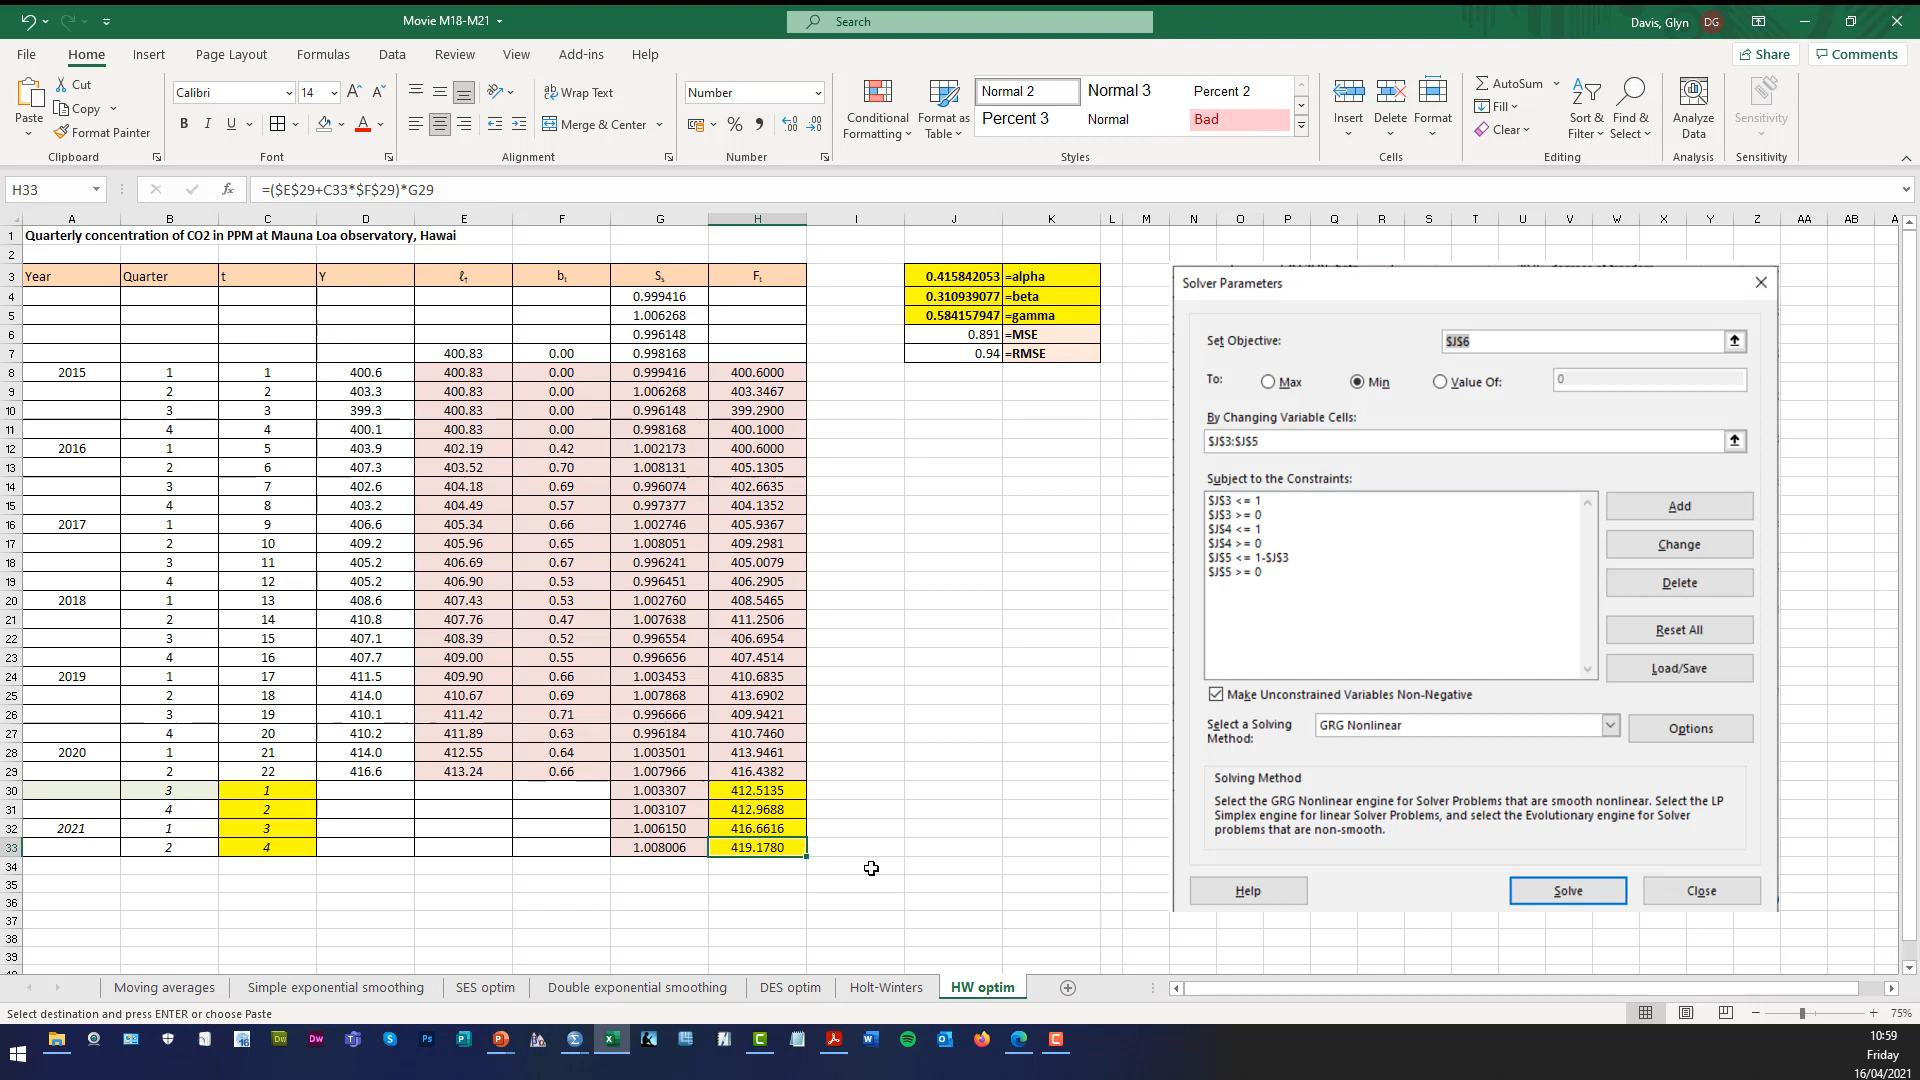 Movie M18-M21
Search
Davis, Glyn DG
File Home Insert Page Layout Formulas Data Review View Add-ins Help Share Comments
Paste
Cut
Copy
Format Painter
Clipboard
Calibri 14
B I U
Font
Wrap Text
Merge & Center
Alignment
Number
Number
Conditional Formatting
Format as Table
Normal 2 Normal 3 Percent 2
Percent 3 Normal Bad
Styles
Insert Delete Format
Cells
AutoSum
Fill
Clear
Sort & Filter
Find & Select
Editing
Analyze Data
Analysis
Sensitivity
Sensitivity
H33 fx =($E$29+C33*$F$29)*G29
A B C D E F G H I J K L M N O P Q R S T U V W X Y Z AA AB
1 Quarterly concentration of CO2 in PPM at Mauna Loa observatory, Hawai
2
3 Year Quarter t Y ℓT bt Ss Ft 0.415842053 =alpha
4 0.999416 0.310939077 =beta
5 1.006268 0.584157947 =gamma
6 0.996148 0.891 =MSE
7 400.83 0.00 0.998168 0.94 =RMSE
8 2015 1 1 400.6 400.83 0.00 0.999416 400.6000
9 2 2 403.3 400.83 0.00 1.006268 403.3467
10 3 3 399.3 400.83 0.00 0.996148 399.2900
11 4 4 400.1 400.83 0.00 0.998168 400.1000
12 2016 1 5 403.9 402.19 0.42 1.002173 400.6000
13 2 6 407.3 403.52 0.70 1.008131 405.1305
14 3 7 402.6 404.18 0.69 0.996074 402.6635
15 4 8 403.2 404.49 0.57 0.997377 404.1352
16 2017 1 9 406.6 405.34 0.66 1.002746 405.9367
17 2 10 409.2 405.96 0.65 1.008051 409.2981
18 3 11 405.2 406.69 0.67 0.996241 405.0079
19 4 12 405.2 406.90 0.53 0.996451 406.2905
20 2018 1 13 408.6 407.43 0.53 1.002760 408.5465
21 2 14 410.8 407.76 0.47 1.007638 411.2506
22 3 15 407.1 408.39 0.52 0.996554 406.6954
23 4 16 407.7 409.00 0.55 0.996656 407.4514
24 2019 1 17 411.5 409.90 0.66 1.003453 410.6835
25 2 18 414.0 410.67 0.69 1.007868 413.6902
26 3 19 410.1 411.42 0.71 0.996666 409.9421
27 4 20 410.2 411.89 0.63 0.996184 410.7460
28 2020 1 21 414.0 412.55 0.64 1.003501 413.9461
29 2 22 416.6 413.24 0.66 1.007966 416.4382
30 3 1 1.003307 412.5135
31 4 2 1.003107 412.9688
32 2021 1 3 1.006150 416.6616
33 2 4 1.008006 419.1780
34
35
36
37
38
39
Solver Parameters
Set Objective: $J$6
To: Max Min Value Of: 0
By Changing Variable Cells:
$J$3:$J$5
Subject to the Constraints:
$J$3 <= 1
$J$3 >= 0
$J$4 <= 1
$J$4 >= 0
$J$5 <= 1-$J$3
$J$5 >= 0
Add
Change
Delete
Reset All
Load/Save
Make Unconstrained Variables Non-Negative
Select a Solving Method: GRG Nonlinear Options
Solving Method
Select the GRG Nonlinear engine for Solver Problems that are smooth nonlinear. Select the LP
Simplex engine for linear Solver Problems, and select the Evolutionary engine for Solver
problems that are non-smooth.
Help Solve Close
Moving averages Simple exponential smoothing SES optim Double exponential smoothing DES optim Holt-Winters HW optim
Select destination and press ENTER or choose Paste 75%
10:59
Friday
16/04/2021